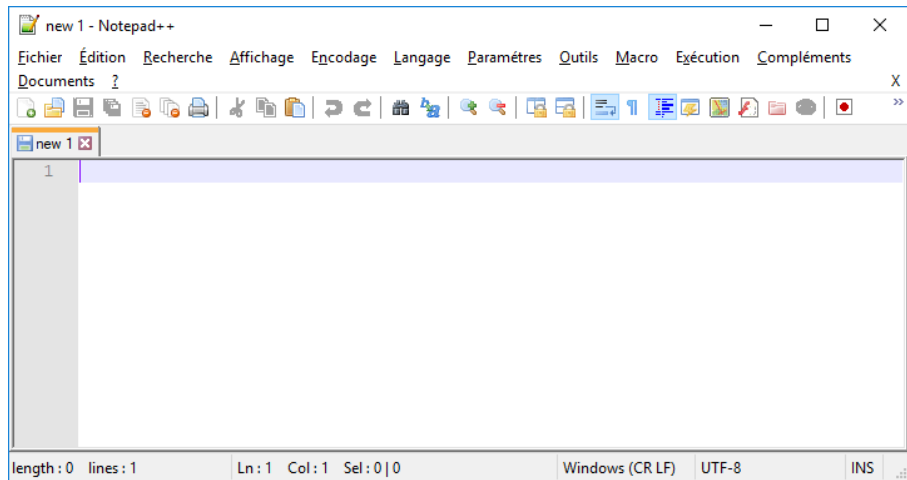 new 1 - Notepad++
Fichier Édition Recherche Affichage Encodage Langage Paramétres Outils Macro Exécution Compléments
Documents ? X
new 1
1
length : 0 lines : 1 Ln : 1 Col : 1 Sel : 0 | 0 Windows (CR LF) UTF-8 INS